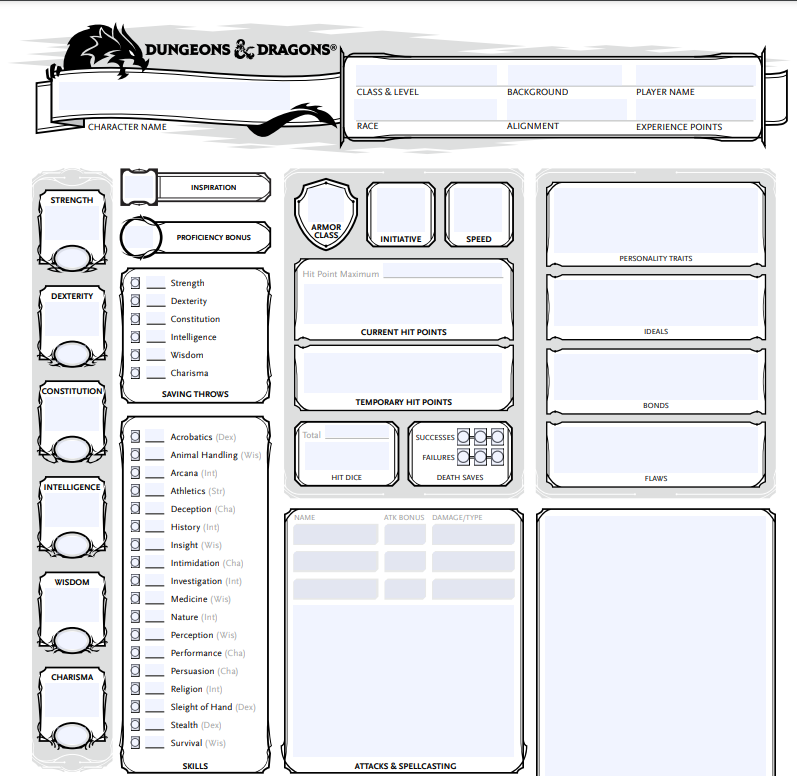 DUNGEONS & DRAGONS®
CHARACTER NAME
CLASS & LEVEL
BACKGROUND
PLAYER NAME
RACE
ALIGNMENT
EXPERIENCE POINTS
STRENGTH
DEXTERITY
CONSTITUTION
INTELLIGENCE
WISDOM
CHARISMA
INSPIRATION
PROFICIENCY BONUS
Strength
Dexterity
Constitution
Intelligence
Wisdom
Charisma
SAVING THROWS
Acrobatics (Dex)
Animal Handling (Wis)
Arcana (Int)
Athletics (Str)
Deception (Cha)
History (Int)
Insight (Wis)
Intimidation (Cha)
Investigation (Int)
Medicine (Wis)
Nature (Int)
Perception (Wis)
Performance (Cha)
Persuasion (Cha)
Religion (Int)
Sleight of Hand (Dex)
Stealth (Dex)
Survival (Wis)
SKILLS
ARMOR
CLASS
INITIATIVE
SPEED
Hit Point Maximum
CURRENT HIT POINTS
TEMPORARY HIT POINTS
Total
HIT DICE
SUCCESSES
FAILURES
DEATH SAVES
NAME
ATK BONUS
DAMAGE/TYPE
ATTACKS & SPELLCASTING
PERSONALITY TRAITS
IDEALS
BONDS
FLAWS